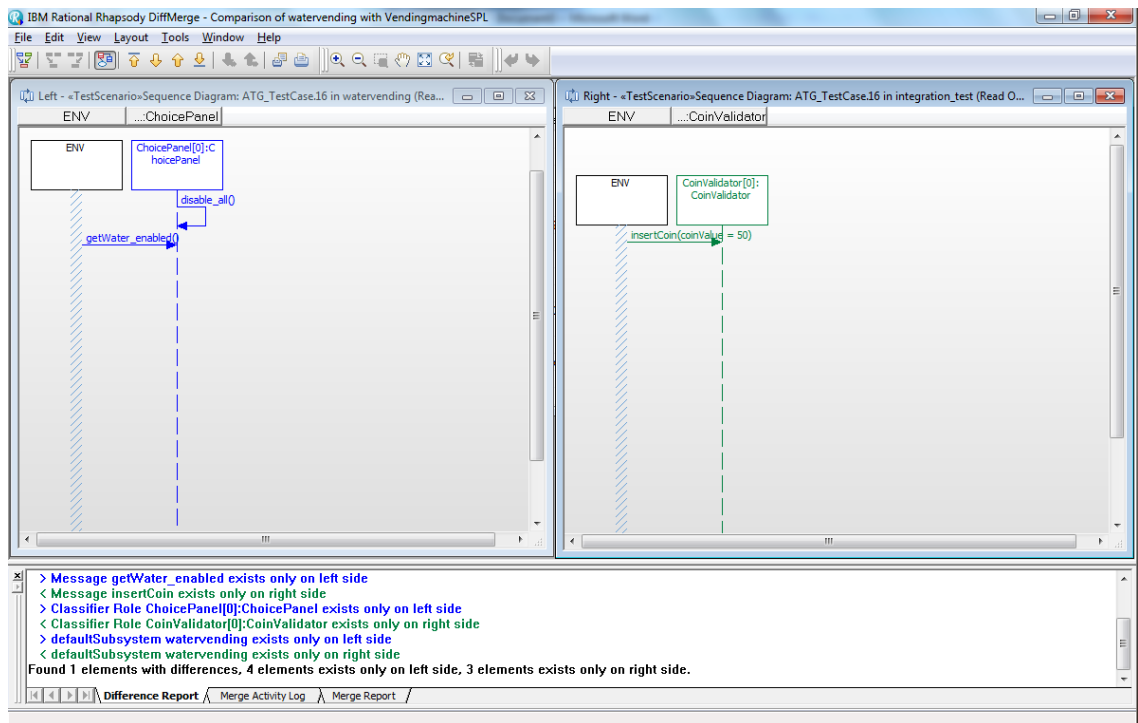 IBM Rational Rhapsody DiffMerge - Comparison of watervending with VendingmachineSPL
File Edit View Layout Tools Window Help
Left - «TestScenario»Sequence Diagram: ATG_TestCase.16 in watervending (Rea...
ENV ...:ChoicePanel
ENV
ChoicePanel[0]:C
hoicePanel
disable_all()
getWater_enabled()
Right - «TestScenario»Sequence Diagram: ATG_TestCase.16 in integration_test (Read O...
ENV ...:CoinValidator
ENV
CoinValidator[0]:
CoinValidator
insertCoin(coinValue = 50)
> Message getWater_enabled exists only on left side
< Message insertCoin exists only on right side
> Classifier Role ChoicePanel[0]:ChoicePanel exists only on left side
< Classifier Role CoinValidator[0]:CoinValidator exists only on right side
> defaultSubsystem watervending exists only on left side
< defaultSubsystem watervending exists only on right side
Found 1 elements with differences, 4 elements exists only on left side, 3 elements exists only on right side.
Difference Report Merge Activity Log Merge Report